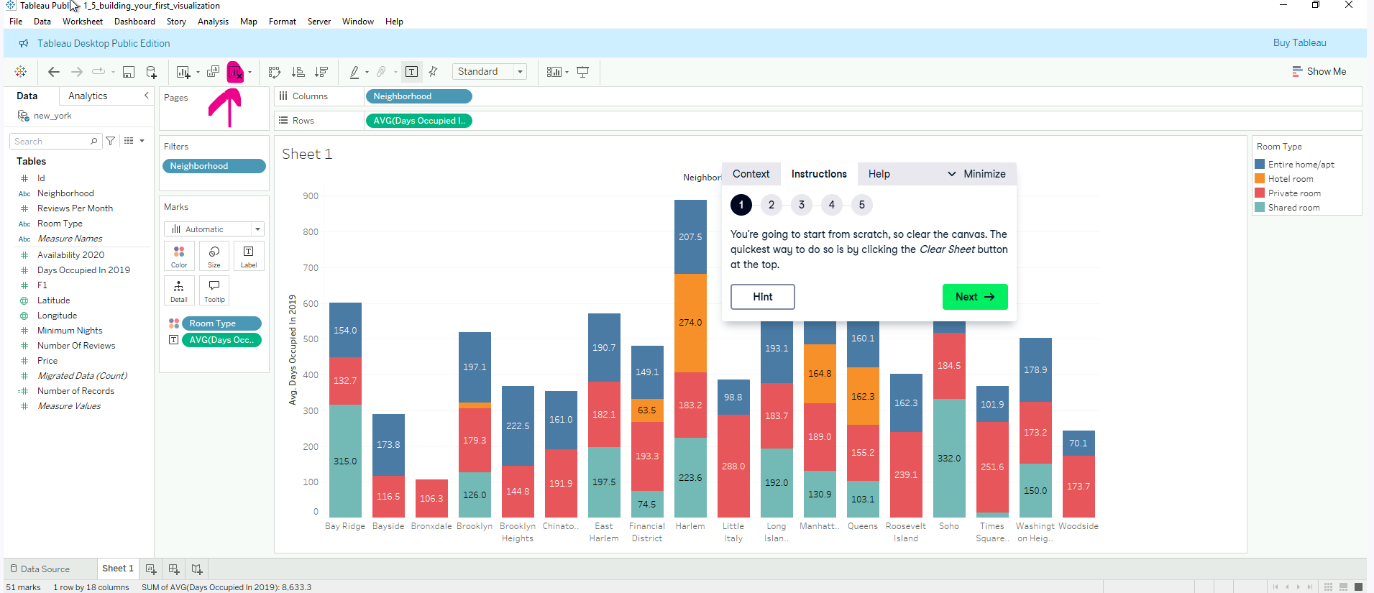 Tableau Public - 1_5_building_your_first_visualization
File Data Worksheet Dashboard Story Analysis Map Format Server Window Help
Tableau Desktop Public Edition Buy Tableau
Standard Show Me
Data Analytics
new_york
Search
Tables
# Id
Abc Neighborhood
# Reviews Per Month
Abc Room Type
Abc Measure Names
# Availability 2020
# Days Occupied In 2019
# F1
Latitude
Longitude
# Minimum Nights
# Number Of Reviews
# Price
# Migrated Data (Count)
=# Number of Records
# Measure Values
Pages
Filters
Neighborhood
Marks
Automatic
Color Size Label
Detail Tooltip
Room Type
AVG(Days Occ..
Columns Neighborhood
Rows AVG(Days Occupied I..
Sheet 1
Neighbor
Context Instructions Help Minimize
1 2 3 4 5
You're going to start from scratch, so clear the canvas. The
quickest way to do so is by clicking the Clear Sheet button
at the top.
Hint Next →
Avg. Days Occupied In 2019
900
800
700
600
500
400
300
200
100
0
154.0
132.7
315.0
173.8
116.5
106.3
197.1
179.3
126.0
222.5
144.8
161.0
191.9
190.7
182.1
197.5
149.1
63.5
193.3
74.5
207.5
274.0
183.2
223.6
98.8
288.0
193.1
183.7
192.0
164.8
189.0
130.9
160.1
162.3
155.2
103.1
162.3
239.1
184.5
332.0
101.9
251.6
178.9
173.2
150.0
70.1
173.7
Bay Ridge Bayside Bronxdale Brooklyn Brooklyn Heights Chinato.. East Harlem Financial District Harlem Little Italy Long Islan.. Manhatt.. Queens Roosevelt Island Soho Times Square.. Washingt on Heig.. Woodside
Room Type
Entire home/apt
Hotel room
Private room
Shared room
Data Source Sheet 1
51 marks 1 row by 18 columns SUM of AVG(Days Occupied In 2019): 8,633.3